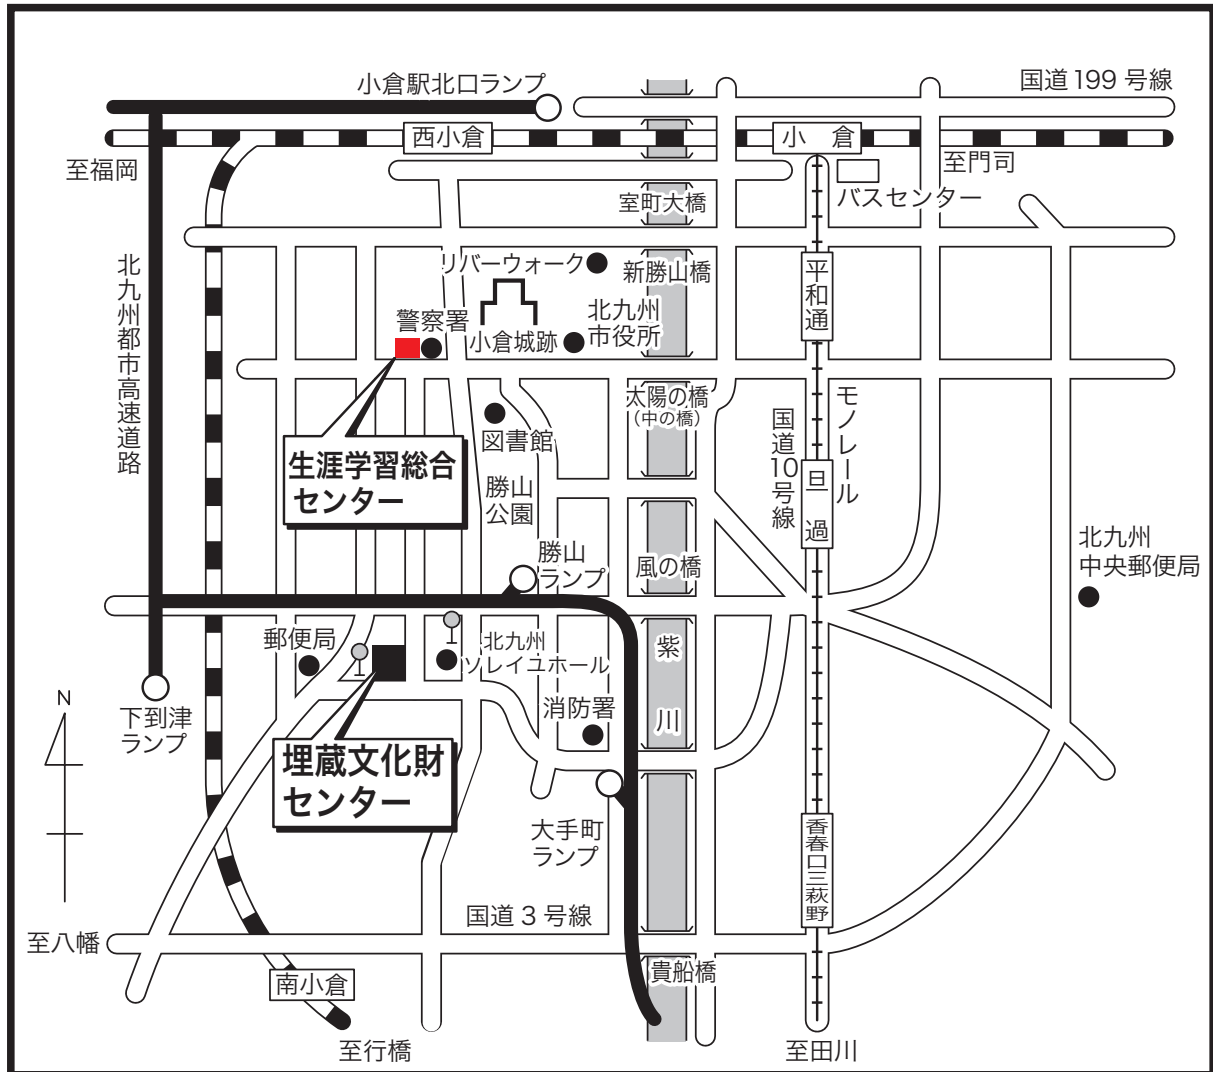 小倉駅北口ランプ
国道199号線
西小倉
小倉
至福岡
至門司
バスセンター
室町大橋
北九州都市高速道路
リバーウォーク
新勝山橋
平和通
警察署
小倉城跡
北九州
市役所
太陽の橋
(中の橋)
モノレール
国道10号線
図書館
生涯学習総合
センター
勝山
公園
旦過
勝山
ランプ
風の橋
北九州
中央郵便局
郵便局
北九州
ソレイユホール
紫川
消防署
N
下到津
ランプ
埋蔵文化財
センター
大手町
ランプ
香春口三萩野
国道3号線
至八幡
貴船橋
南小倉
至行橋
至田川